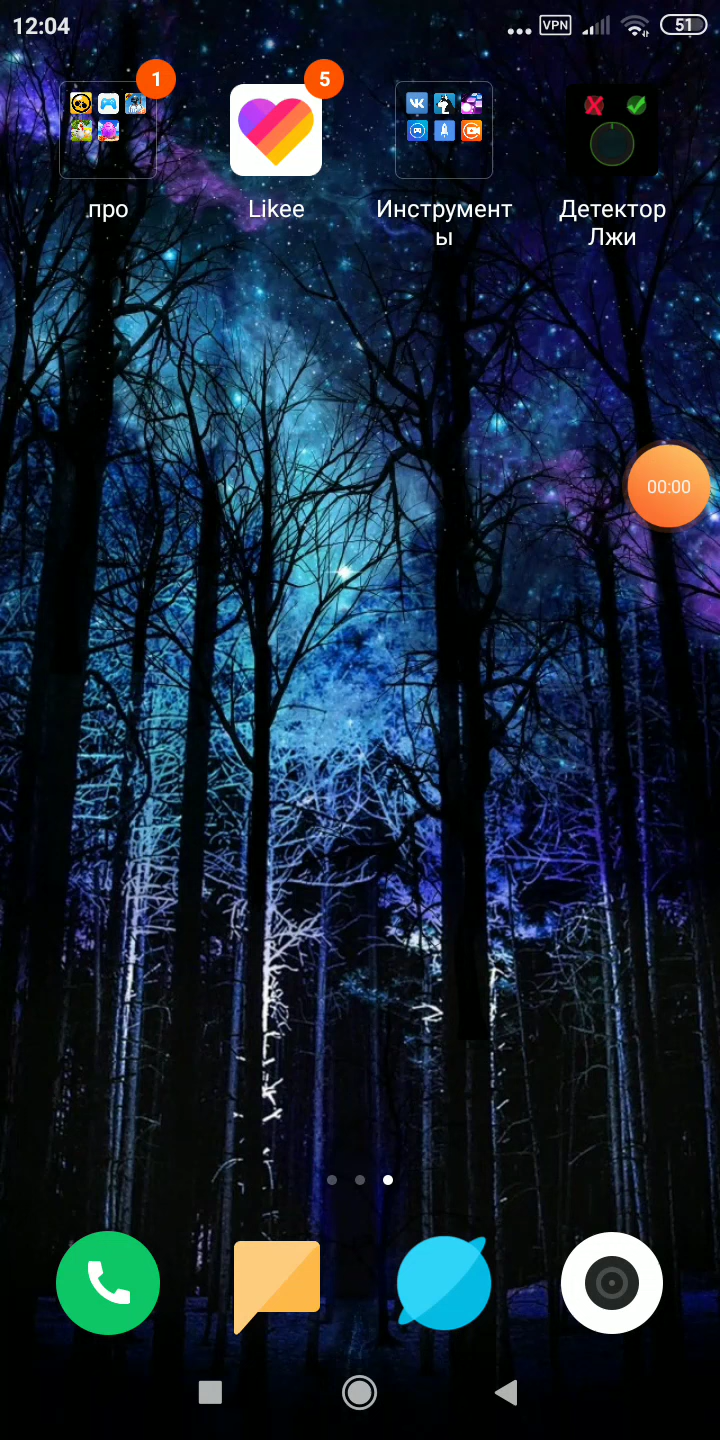 12:04
... VPN 51
1
5
про
Likee
Инструмент
ы
Детектор
Лжи
00:00